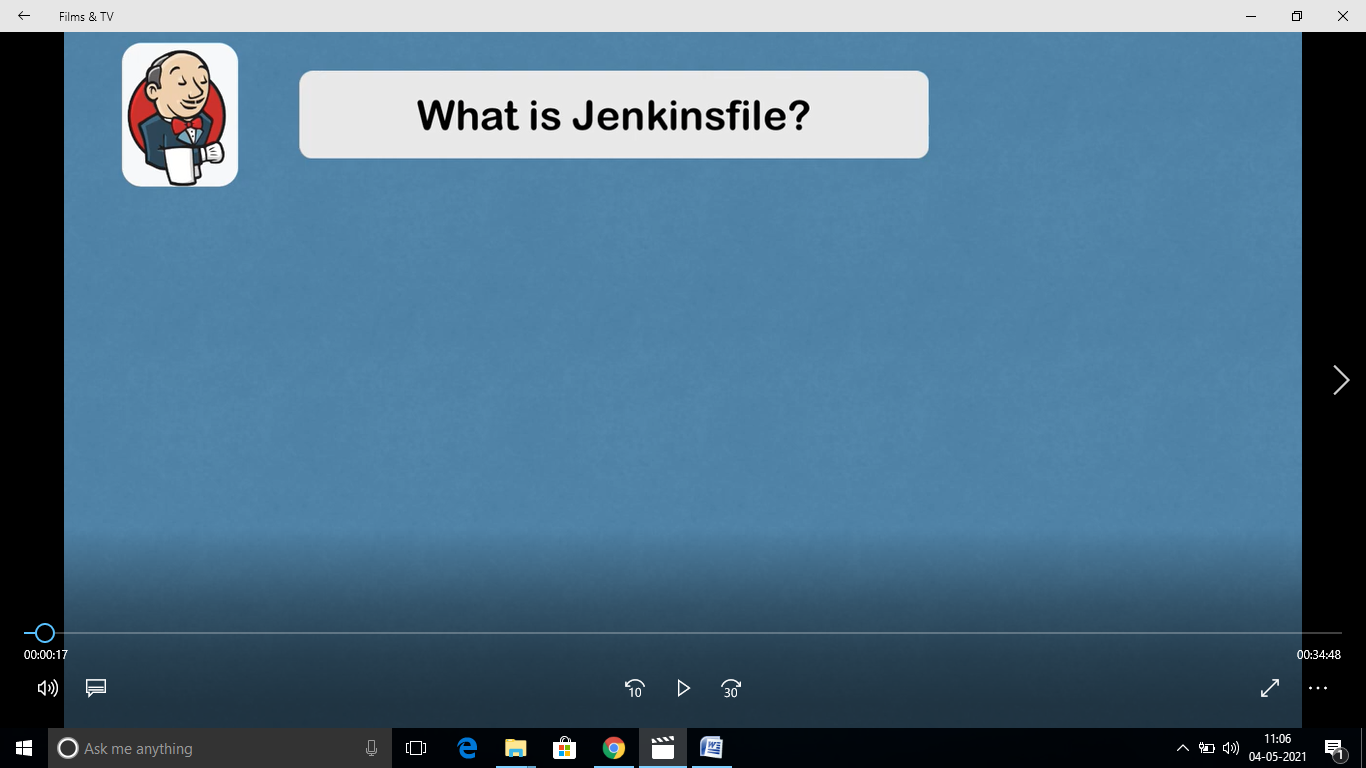 Films & TV
What is Jenkinsfile?
00:00:17
00:34:48
10
30
Ask me anything
11:06
04-05-2021
1